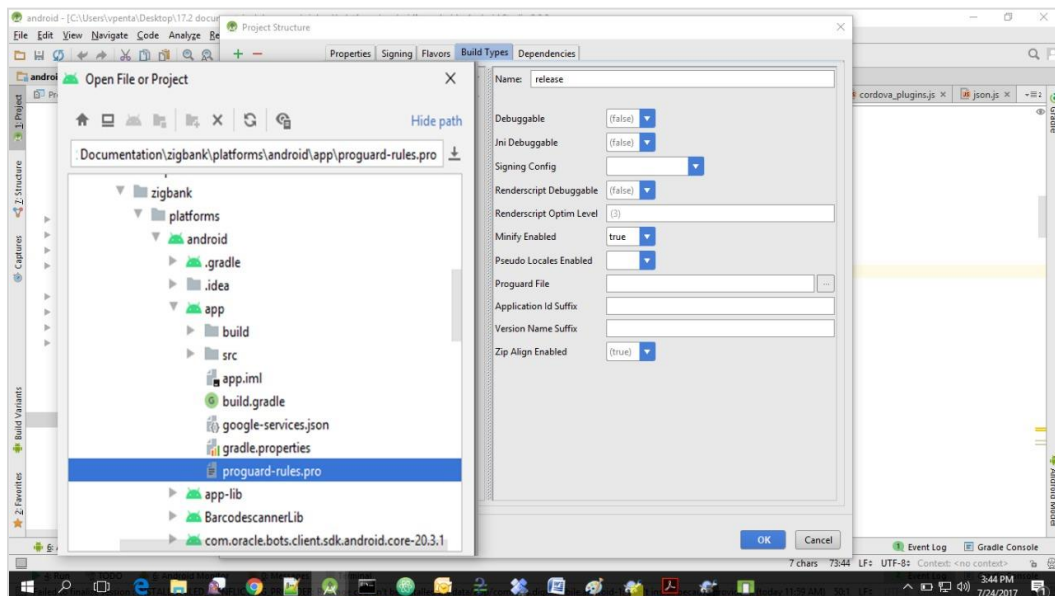 android - [C:\Users\vpenta\Desktop\17.2 docur
Project Structure
File Edit View Navigate Code Analyze Re
Properties Signing Flavors Build Types Dependencies
androi
Open File or Project
Name: release
cordova_plugins.js
json.js
Hide path
Debuggable (false)
Documentation\zigbank\platforms\android\app\proguard-rules.pro
Jni Debuggable (false)
Signing Config
zigbank
Renderscript Debuggable (false)
platforms
Renderscript Optim Level (3)
android
Minify Enabled true
.gradle
Pseudo Locales Enabled
.idea
Proguard File ...
app
Application Id Suffix
build
Version Name Suffix
src
Zip Align Enabled (true)
app.iml
build.gradle
google-services.json
gradle.properties
proguard-rules.pro
app-lib
BarcodescannerLib
com.oracle.bots.client.sdk.android.core-20.3.1
1: Project
Z: Structure
Captures
Build Variants
2: Favorites
Gradle
Android Model
OK Cancel
Event Log Gradle Console
7 chars 73:44 LF÷ UTF-8÷ Context: <no context>
3:44 PM
7/24/2017